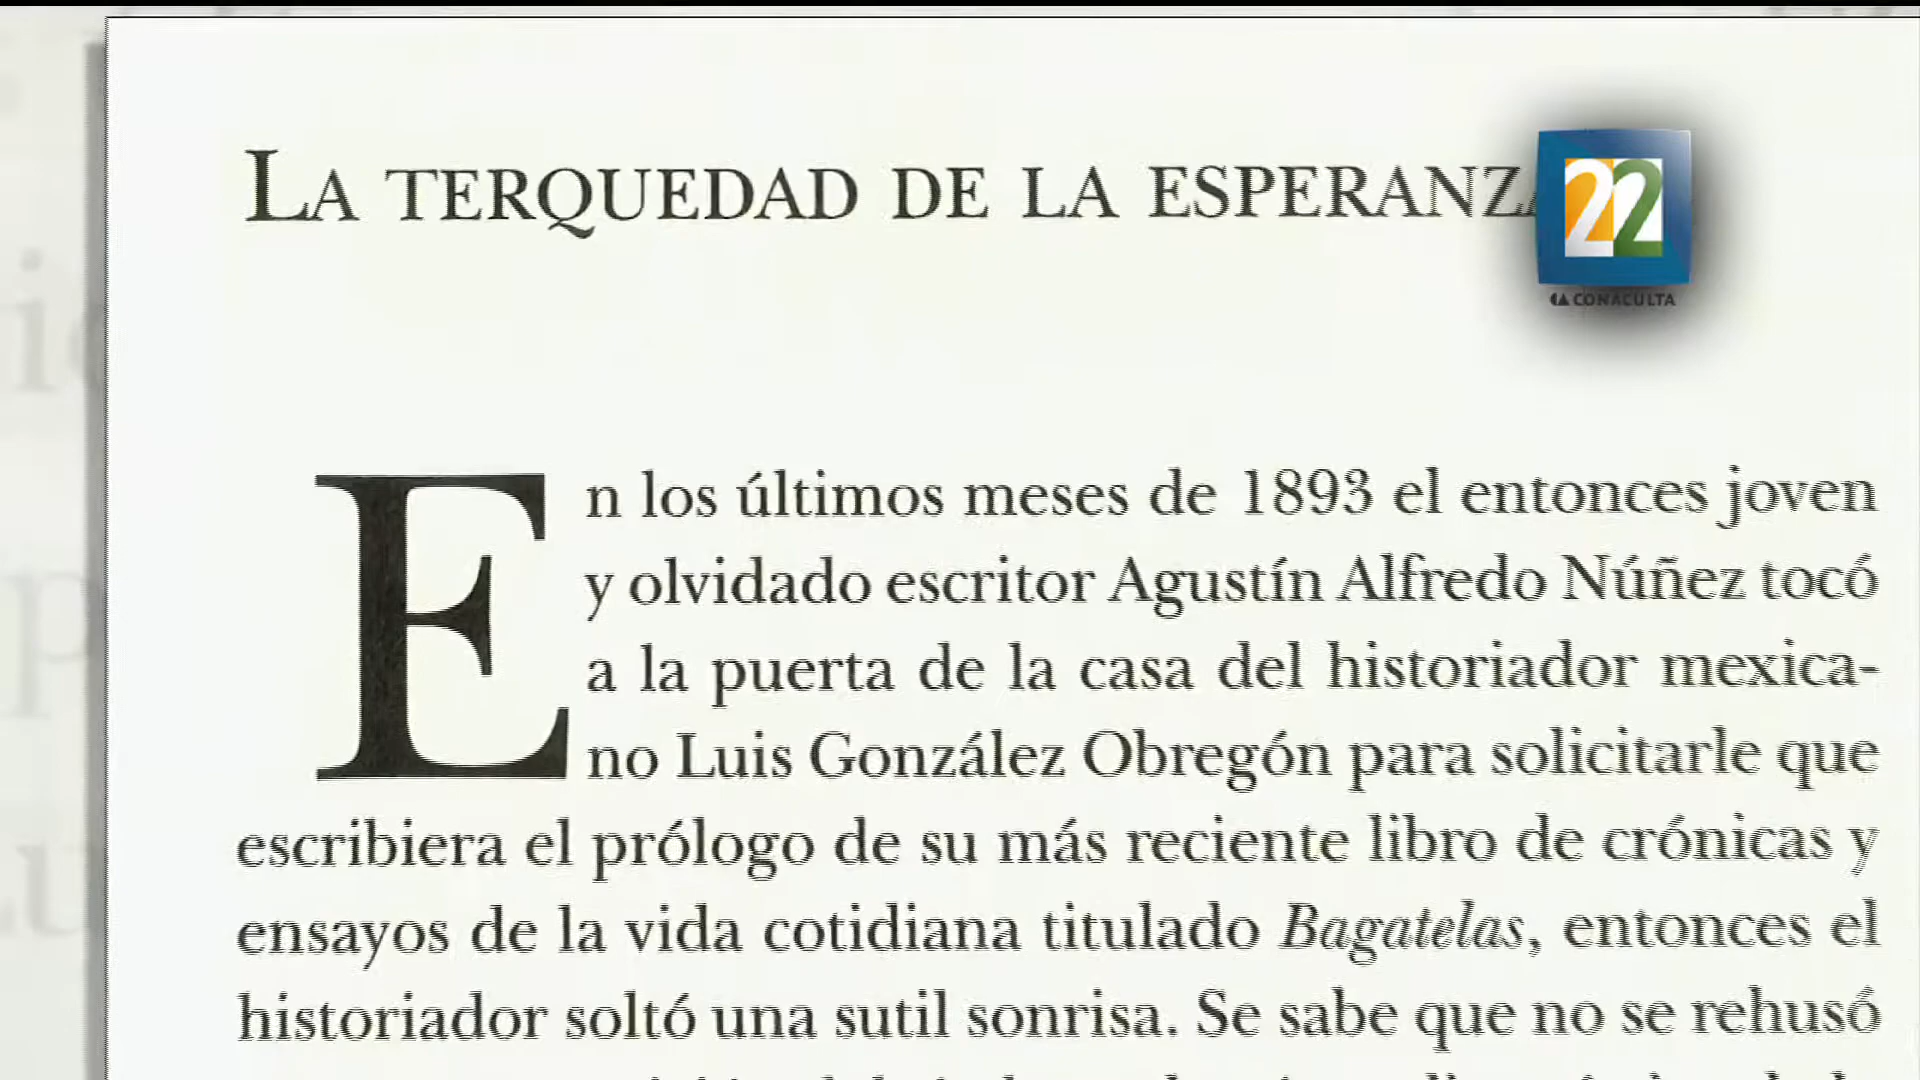 LA TERQUEDAD DE LA ESPERANZA
22
CONACULTA
En los últimos meses de 1893 el entonces joven
y olvidado escritor Agustín Alfredo Núñez tocó
a la puerta de la casa del historiador mexica-
no Luis González Obregón para solicitarle que
escribiera el prólogo de su más reciente libro de crónicas y
ensayos de la vida cotidiana titulado Bagatelas, entonces el
historiador soltó una sutil sonrisa. Se sabe que no se rehusó